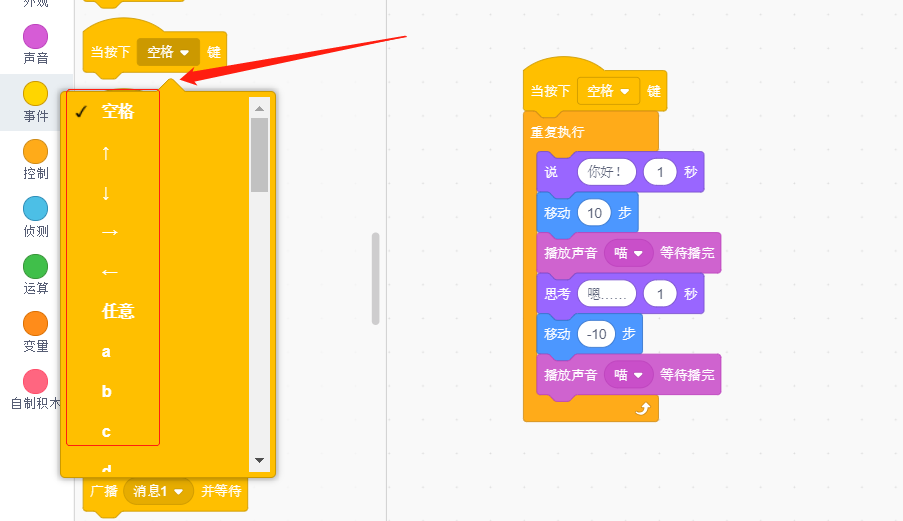 外观
声音
事件
控制
侦测
运算
变量
自制积木
当按下 空格 键
✓ 空格
↑
↓
→
←
任意
a
b
c
d
广播 消息1 并等待
当按下 空格 键
重复执行
说 你好！ 1 秒
移动 10 步
播放声音 喵 等待播完
思考 嗯…… 1 秒
移动 -10 步
播放声音 喵 等待播完